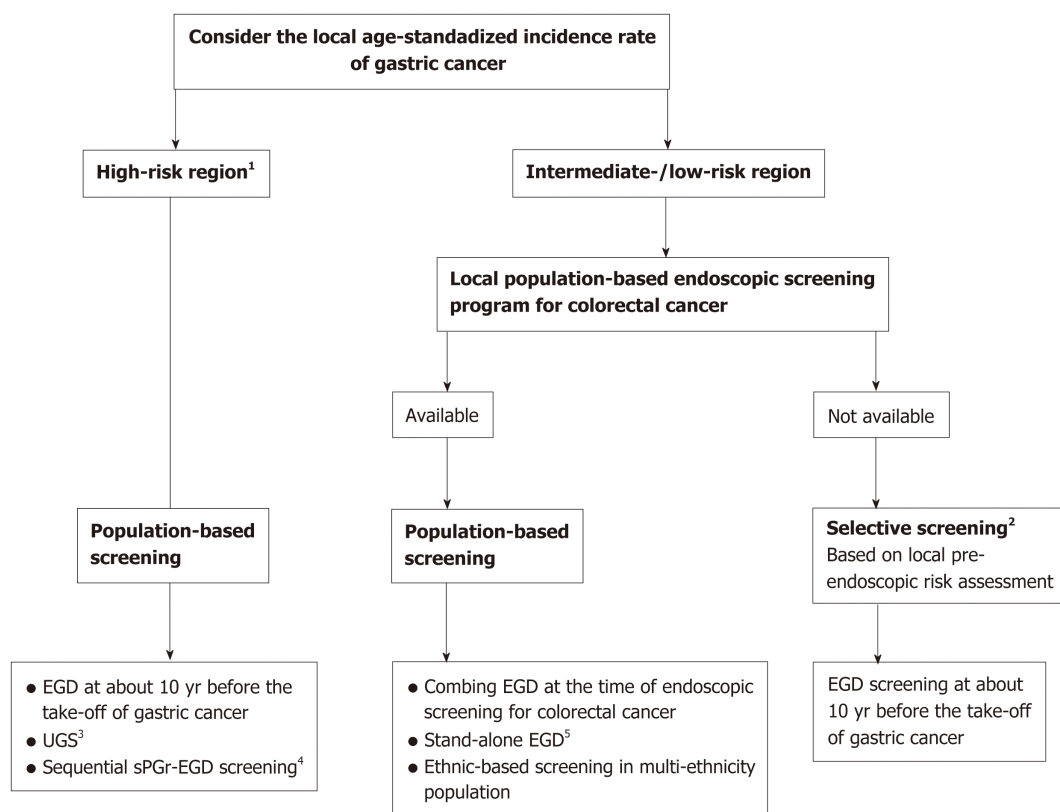 Consider the local age-standadized incidence rate
of gastric cancer
High-risk region¹
Intermediate-/low-risk region
Local population-based endoscopic screening
program for colorectal cancer
Available
Not available
Population-based
screening
Population-based
screening
Selective screening²
Based on local pre-
endoscopic risk assessment
● EGD at about 10 yr before the
take-off of gastric cancer
● UGS³
● Sequential sPGr-EGD screening⁴
● Combing EGD at the time of endoscopic
screening for colorectal cancer
● Stand-alone EGD⁵
● Ethnic-based screening in multi-ethnicity
population
EGD screening at about
10 yr before the take-off
of gastric cancer